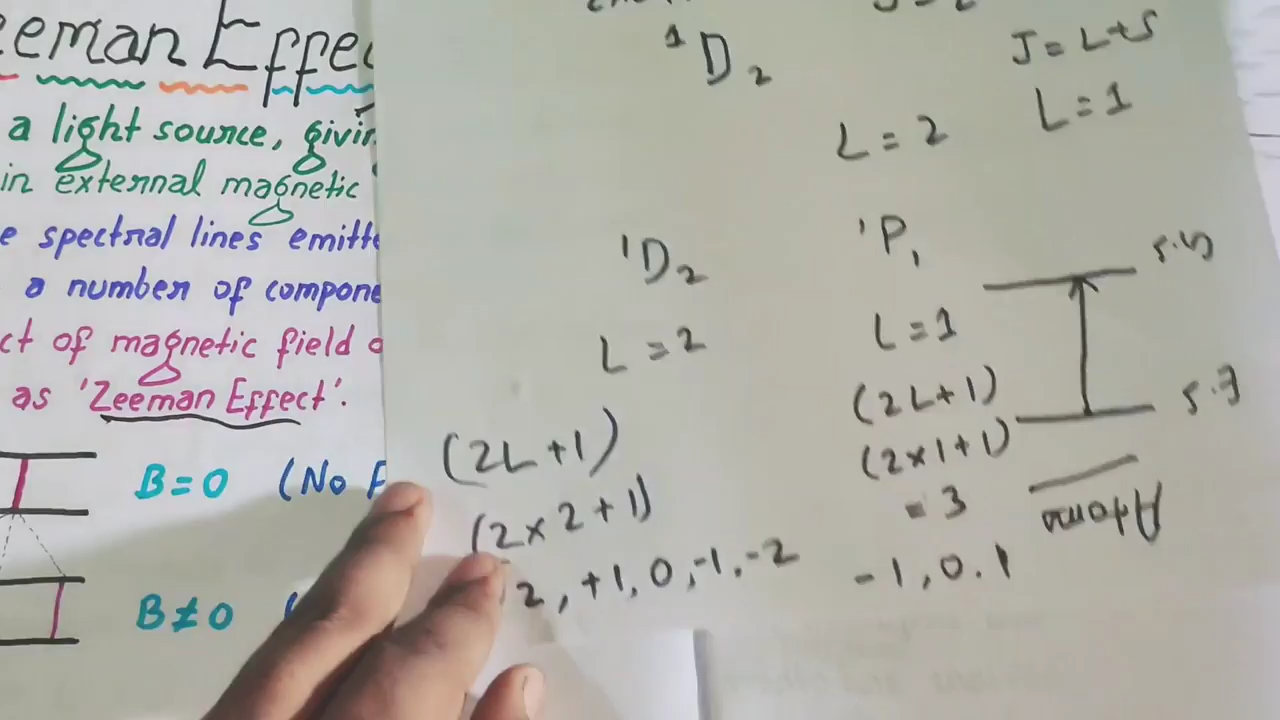 Zeeman Effec
a light source, givin
in external magnetic
e spectral lines emitte
a number of compone
ct of magnetic field o
as 'Zeeman Effect'.
B=0 (No F
B≠0 (
¹D₂
J = L+S
L = 2
L = 1
¹D₂
L = 2
(2L+1)
(2×2+1)
2, +1, 0, -1, -2
¹P₁
L = 1
(2L+1)
(2×1+1)
= 3
-1, 0, 1
Atom